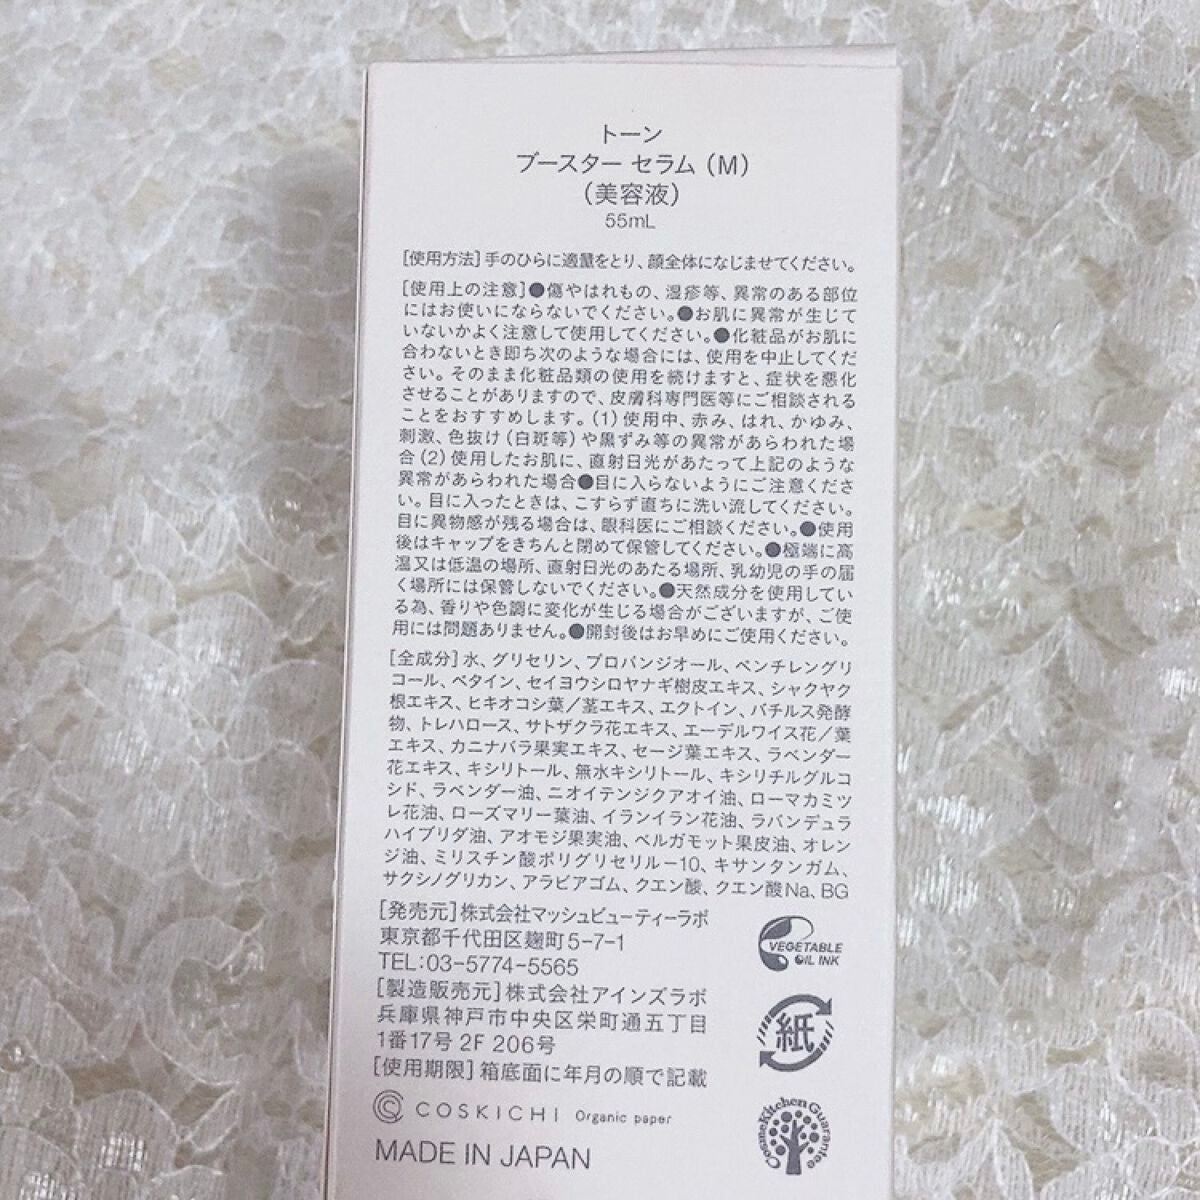 トーン
ブースター セラム（M）
（美容液）
55mL
［使用方法］手のひらに適量をとり、顔全体になじませてください。
［使用上の注意］●傷やはれもの、湿疹等、異常のある部位
にはお使いにならないでください。●お肌に異常が生じて
いないかよく注意して使用してください。●化粧品がお肌に
合わないとき即ち次のような場合には、使用を中止してくだ
さい。そのまま化粧品類の使用を続けますと、症状を悪化
させることがありますので、皮膚科専門医等にご相談される
ことをおすすめします。（1）使用中、赤み、はれ、かゆみ、
刺激、色抜け（白斑等）や黒ずみ等の異常があらわれた場
合（2）使用したお肌に、直射日光があたって上記のような
異常があらわれた場合●目に入らないようにご注意くださ
い。目に入ったときは、こすらず直ちに洗い流してください。
目に異物感が残る場合は、眼科医にご相談ください。●使用
後はキャップをきちんと閉めて保管してください。●極端に高
温又は低温の場所、直射日光のあたる場所、乳幼児の手の届
く場所には保管しないでください。●天然成分を使用してい
る為、香りや色調に変化が生じる場合がございますが、ご使
用には問題ありません。●開封後はお早めにご使用ください。
［全成分］水、グリセリン、プロパンジオール、ペンチレングリ
コール、ベタイン、セイヨウシロヤナギ樹皮エキス、シャクヤク
根エキス、ヒキオコシ葉／茎エキス、エクトイン、バチルス発酵
物、トレハロース、サトザクラ花エキス、エーデルワイス花／葉
エキス、カニナバラ果実エキス、セージ葉エキス、ラベンダー
花エキス、キシリトール、無水キシリトール、キシリチルグルコ
シド、ラベンダー油、ニオイテンジクアオイ油、ローマカミツ
レ花油、ローズマリー葉油、イランイラン花油、ラバンデュラ
ハイブリダ油、アオモジ果実油、ベルガモット果皮油、オレン
ジ油、ミリスチン酸ポリグリセリル-10、キサンタンガム、
サクシノグリカン、アラビアゴム、クエン酸、クエン酸Na、BG
［発売元］株式会社マッシュビューティーラボ
東京都千代田区麹町5-7-1
TEL:03-5774-5565
［製造販売元］株式会社アインズラボ
兵庫県神戸市中央区栄町通五丁目
1番17号 2F 206号
［使用期限］箱底面に年月の順で記載
COSKICHI Organic paper
MADE IN JAPAN
VEGETABLE
OIL INK
紙
CosmeKitchen Guarantee